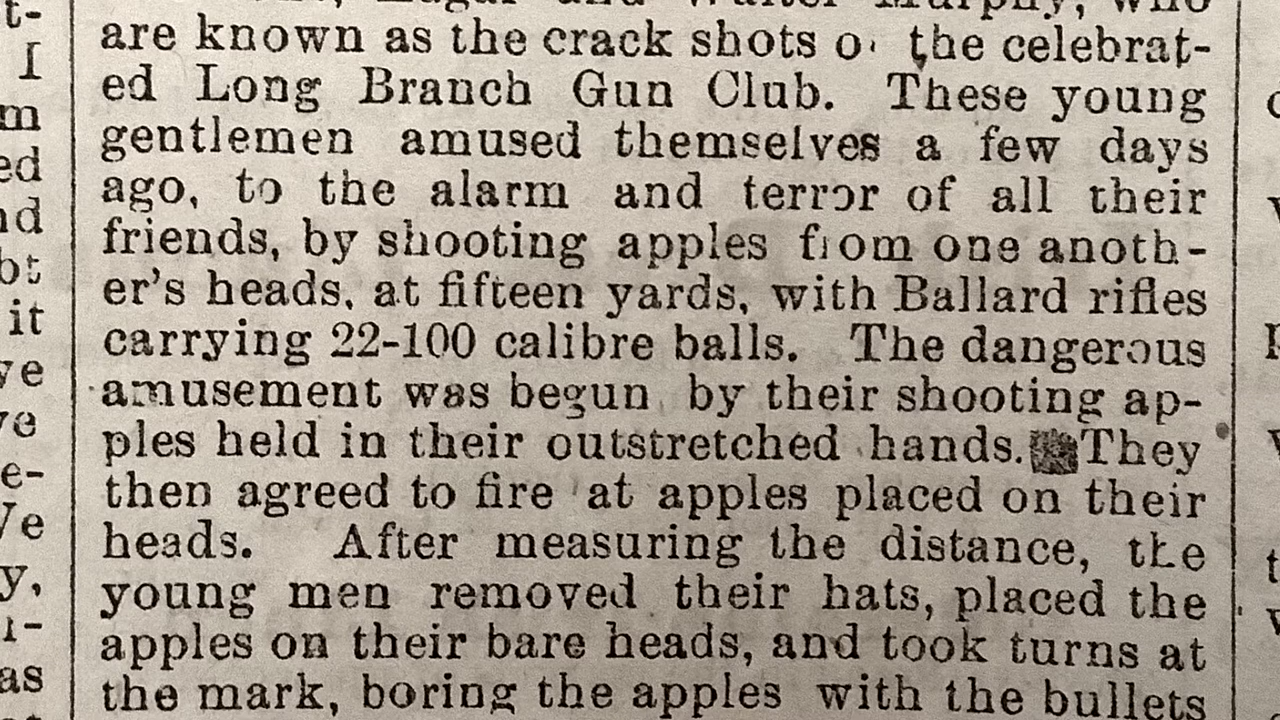 Edgar and Walter Murphy, who
are known as the crack shots o the celebrat-
ed Long Branch Gun Club. These young
gentlemen amused themselves a few days
ago, to the alarm and terror of all their
friends, by shooting apples from one anoth-
er's heads, at fifteen yards, with Ballard rifles
carrying 22-100 calibre balls. The dangerous
amusement was begun by their shooting ap-
ples held in their outstretched hands. They
then agreed to fire at apples placed on their
heads. After measuring the distance, the
young men removed their hats, placed the
apples on their bare heads, and took turns at
the mark, boring the apples with the bullets